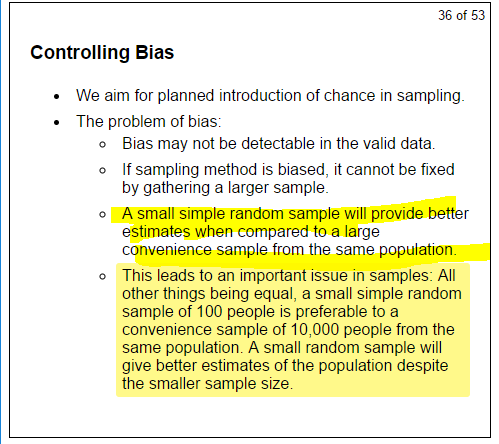 36 of 53
Controlling Bias
• We aim for planned introduction of chance in sampling.
• The problem of bias:
○ Bias may not be detectable in the valid data.
○ If sampling method is biased, it cannot be fixed
by gathering a larger sample.
○ A small simple random sample will provide better
estimates when compared to a large
convenience sample from the same population.
○ This leads to an important issue in samples: All
other things being equal, a small simple random
sample of 100 people is preferable to a
convenience sample of 10,000 people from the
same population. A small random sample will
give better estimates of the population despite
the smaller sample size.